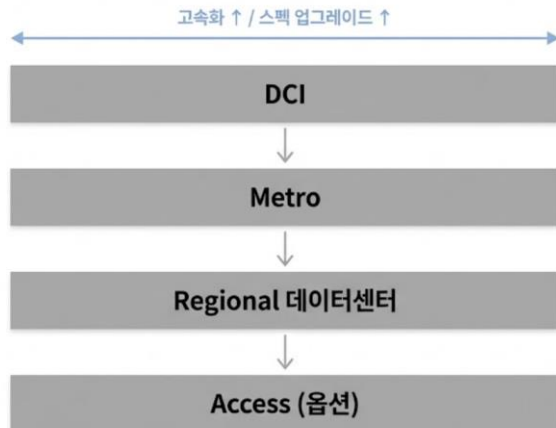 고속화 ↑ / 스펙 업그레이드 ↑
DCI
Metro
Regional 데이터센터
Access (옵션)